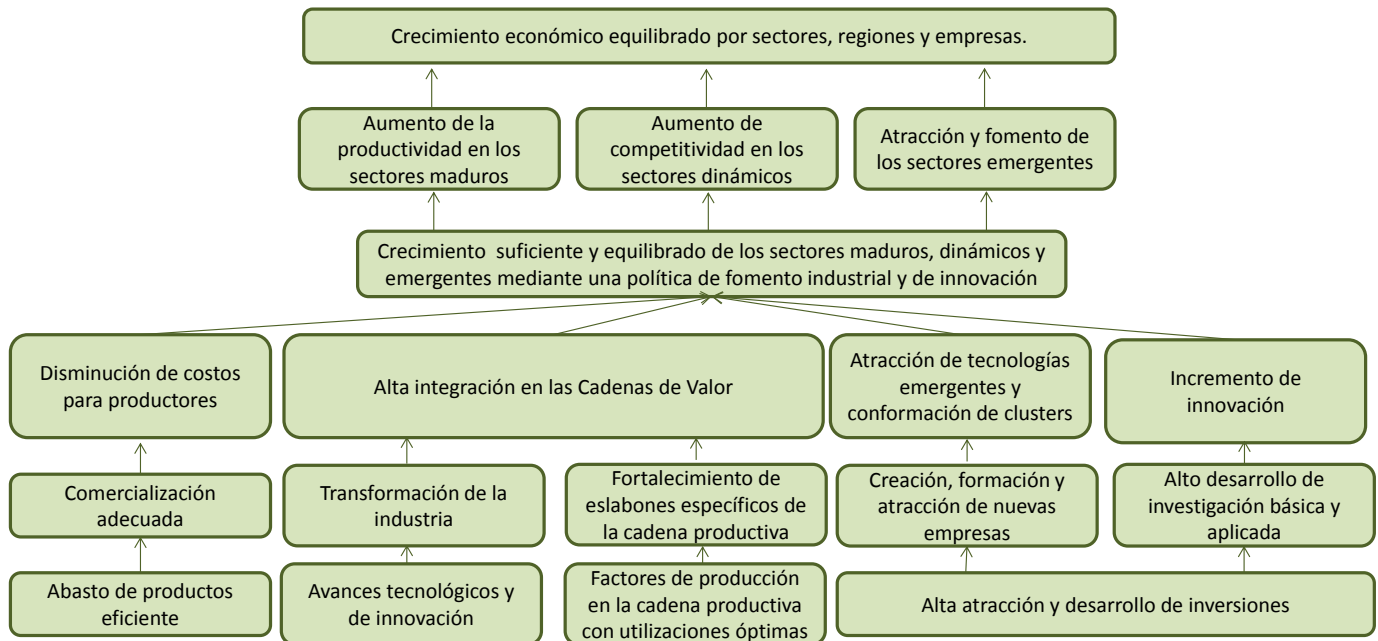 Crecimiento económico equilibrado por sectores, regiones y empresas.
Aumento de la
productividad en los
sectores maduros
Aumento de
competitividad en los
sectores dinámicos
Atracción y fomento de
los sectores emergentes
Crecimiento suficiente y equilibrado de los sectores maduros, dinámicos y
emergentes mediante una política de fomento industrial y de innovación
Disminución de costos
para productores
Alta integración en las Cadenas de Valor
Atracción de tecnologías
emergentes y
conformación de clusters
Incremento de
innovación
Comercialización
adecuada
Transformación de la
industria
Fortalecimiento de
eslabones específicos de
la cadena productiva
Creación, formación y
atracción de nuevas
empresas
Alto desarrollo de
investigación básica y
aplicada
Abasto de productos
eficiente
Avances tecnológicos y
de innovación
Factores de producción
en la cadena productiva
con utilizaciones óptimas
Alta atracción y desarrollo de inversiones